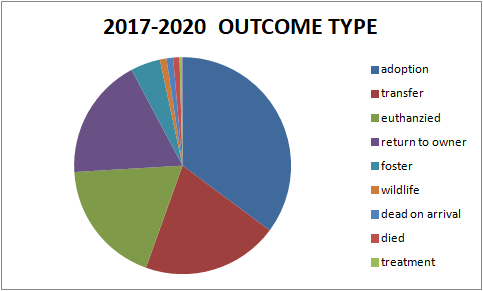 2017-2020 OUTCOME TYPE
adoption
transfer
euthanzied
return to owner
foster
wildlife
dead on arrival
died
treatment